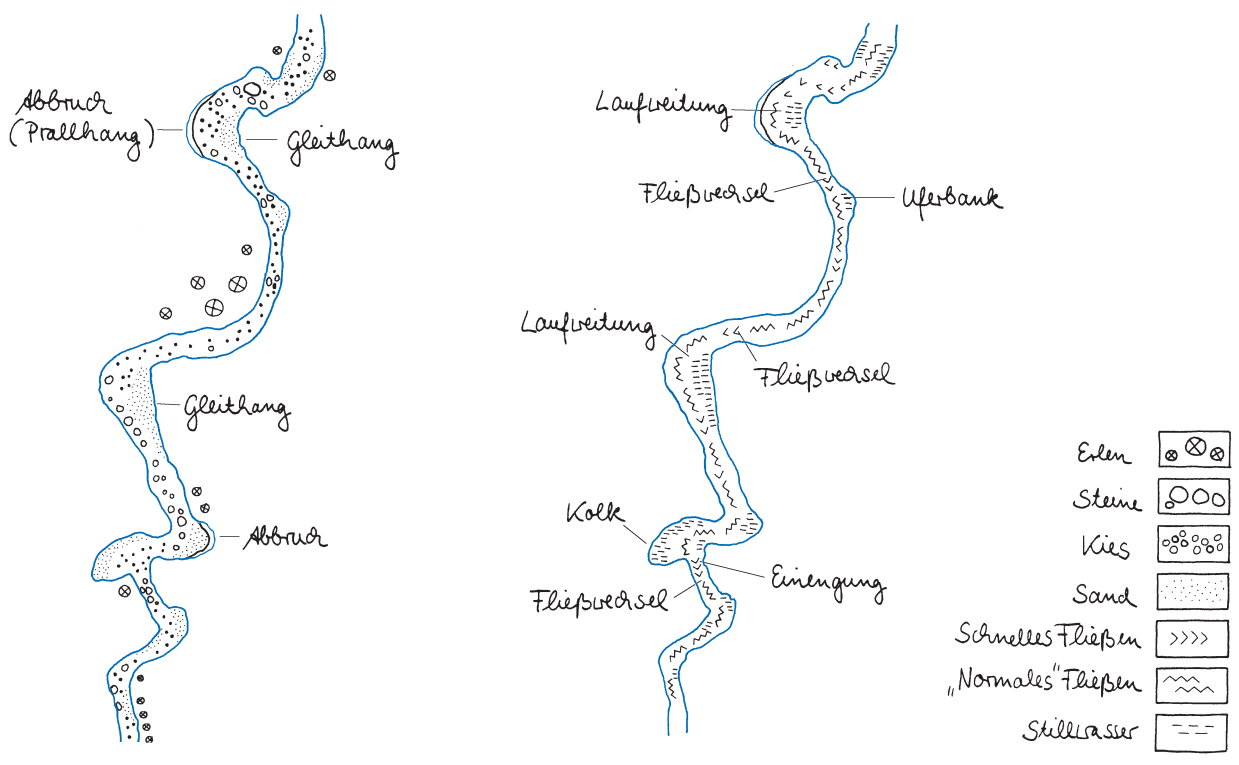 Abbruch
(Prallhang)
Gleithang
Gleithang
Abbruch
Laufweitung
Fließwechsel
Uferbank
Laufweitung
Fließwechsel
Kolk
Einengung
Fließwechsel
Erlen
Steine
Kies
Sand
Schnelles Fließen
„Normales" Fließen
Stillwasser